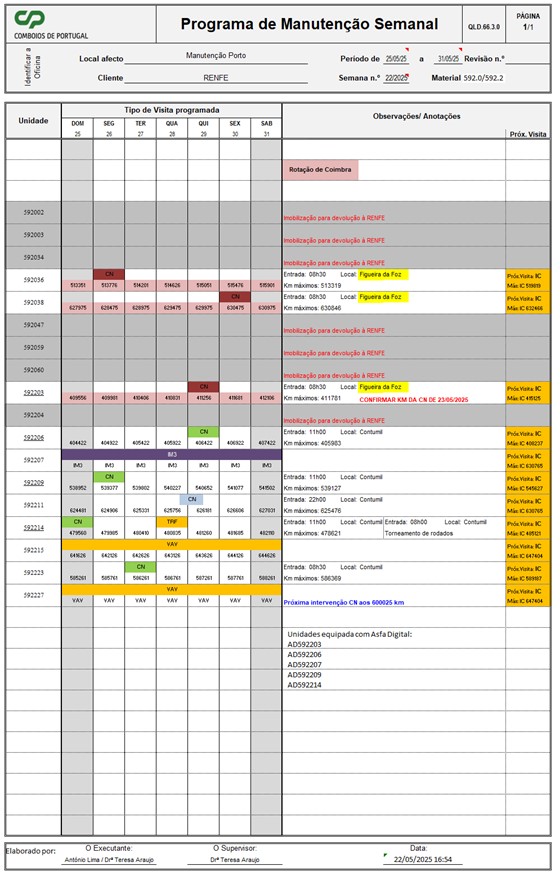 CP
COMBOIOS DE PORTUGAL
Programa de Manutenção Semanal
QLD.66.3.0
PÁGINA
1/1
Identificar a Oficina
Local afecto Manutenção Porto
Período de 25/05/25 a 31/05/25 Revisão n.º
Cliente RENFE
Semana n.º 22/2025 Material 592.0/592.2
Unidade
Tipo de Visita programada
Observações/ Anotações
Próx. Visita
DOM SEG TER QUA QUI SEX SAB
25 26 27 28 29 30 31
Rotação de Coimbra
592002 Imobilização para devolução à RENFE
592003 Imobilização para devolução à RENFE
592034 Imobilização para devolução à RENFE
592036 CN Entrada: 08h30 Local: Figueira da Foz Próx.Visita: IC
513351 513776 514201 514626 515051 515476 515901 Km máximos: 513319 Máx:IC 519819
592038 CN Entrada: 08h30 Local: Figueira da Foz Próx.Visita: IC
627975 628475 628975 629475 629975 630475 630975 Km máximos: 630846 Máx:IC 632466
592047 Imobilização para devolução à RENFE
592059 Imobilização para devolução à RENFE
592060 Imobilização para devolução à RENFE
592203 CN Entrada: 08h30 Local: Figueira da Foz Próx.Visita: IC
409556 409981 410406 410831 411256 411681 412106 Km máximos: 411781 CONFIRMAR KM DA CN DE 23/05/2025
592204 Imobilização para devolução à RENFE
592206 CN Entrada: 11h00 Local: Contumil Próx.Visita: IC
404422 404922 405422 405922 406422 406922 407422 Km máximos: 405983 Máx:IC 408237
592207 IM3 Próx.Visita: IC
IM3 IM3 IM3 IM3 IM3 IM3 IM3 Máx:IC 630765
592209 CN Entrada: 11h00 Local: Contumil Próx.Visita: IC
538952 539377 539802 540227 540652 541077 541502 Km máximos: 539127 Máx:IC 545627
592211 CN Entrada: 22h00 Local: Contumil Próx.Visita: IC
624481 624906 625331 625756 626181 626606 627031 Km máximos: 625476 Máx:IC 630765
592214 CN TRF Entrada: 11h00 Local: Contumil Entrada: 08h00 Local: Contumil Próx.Visita: IC
479560 479985 480410 480835 481260 481685 482110 Km máximos: 478621 Torneamento de rodados Máx:IC 485121
592215 VAV Próx.Visita: IC
641626 642126 642626 643126 643626 644126 644626 Máx:IC 647404
592223 CN Entrada: 08h30 Local: Contumil Próx.Visita: IC
585261 585761 586261 586761 587261 587761 588261 Km máximos: 586369 Máx:IC 589187
592227 VAV Próx.Visita: IC
VAV VAV VAV VAV VAV VAV VAV Próxima intervenção CN aos 600025 km Máx:IC 647404
Unidades equipada com Asfa Digital:
AD592203
AD592206
AD592207
AD592209
AD592214
Elaborado por: O Executante: O Supervisor: Data:
António Lima / Drª Teresa Araujo Drª Teresa Araujo 22/05/2025 16:54